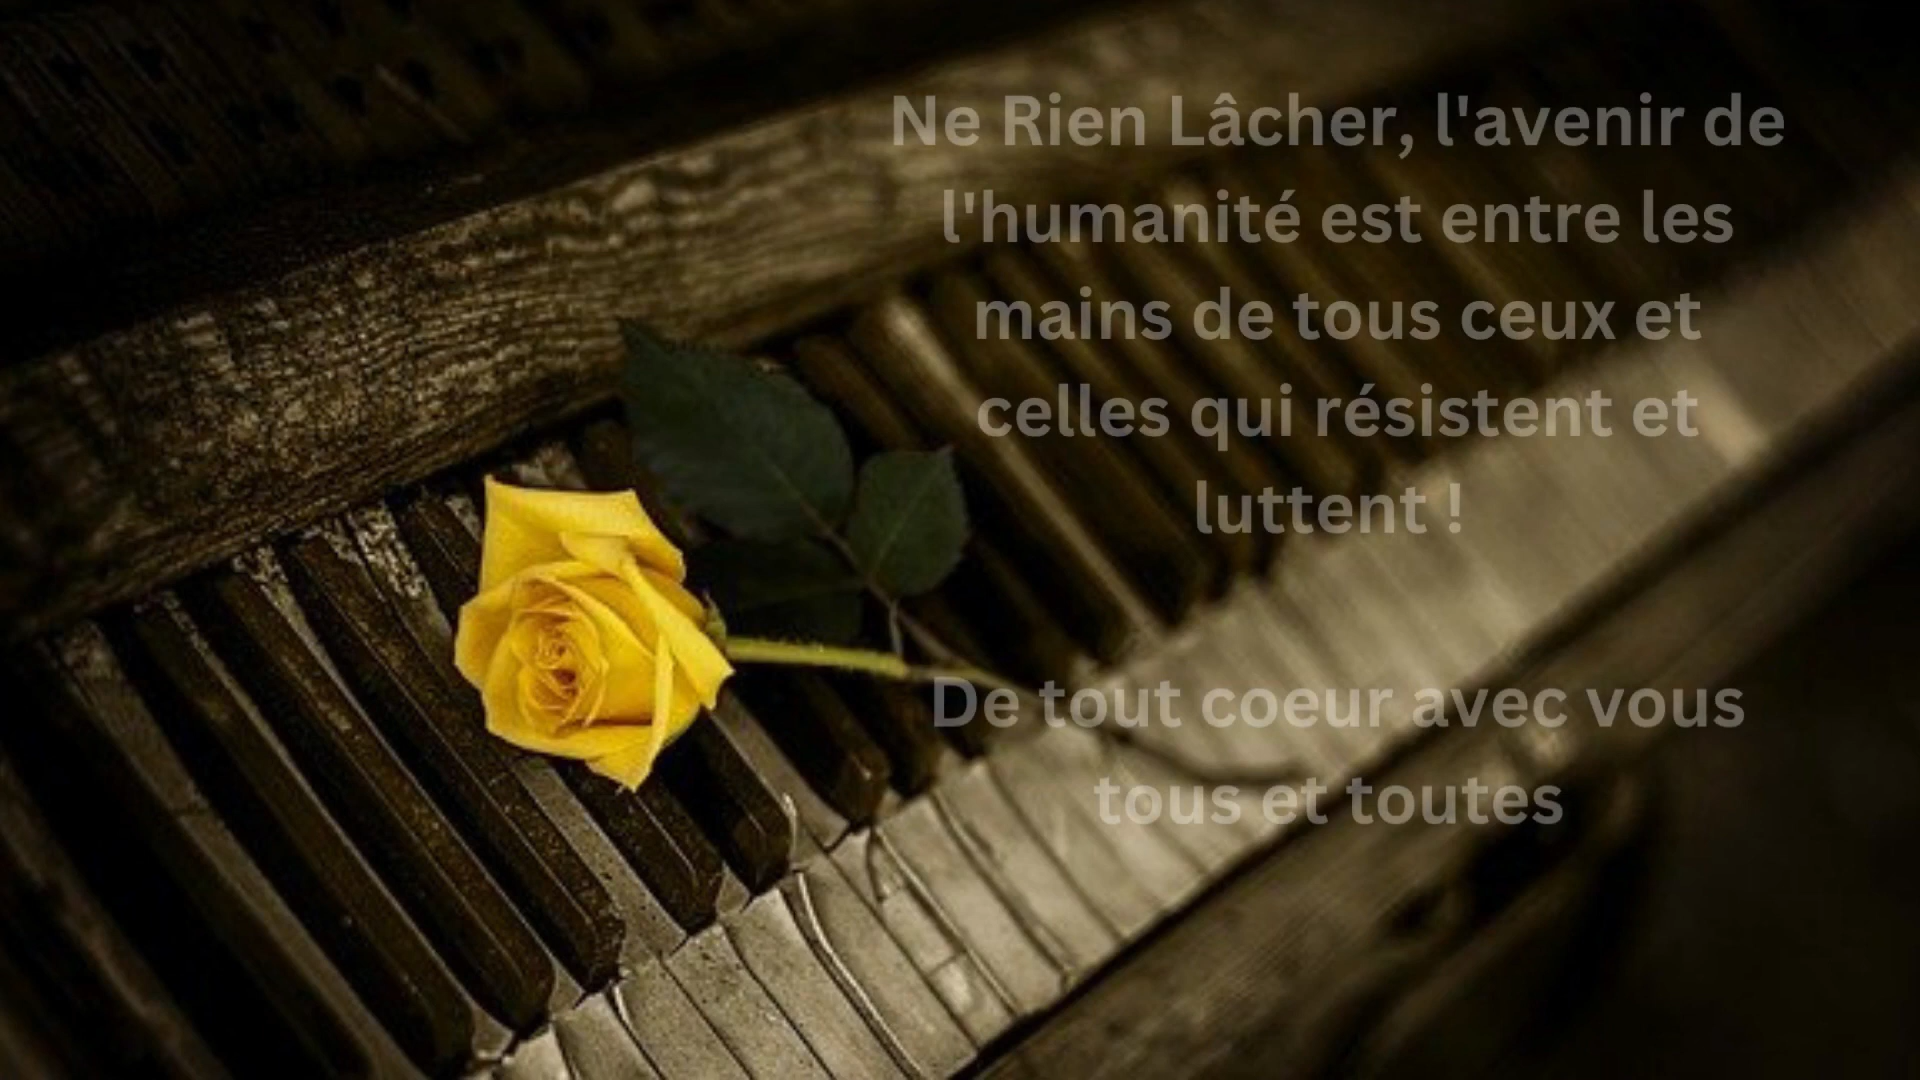 Ne Rien Lâcher, l'avenir de
l'humanité est entre les
mains de tous ceux et
celles qui résistent et
luttent !
De tout coeur avec vous
tous et toutes